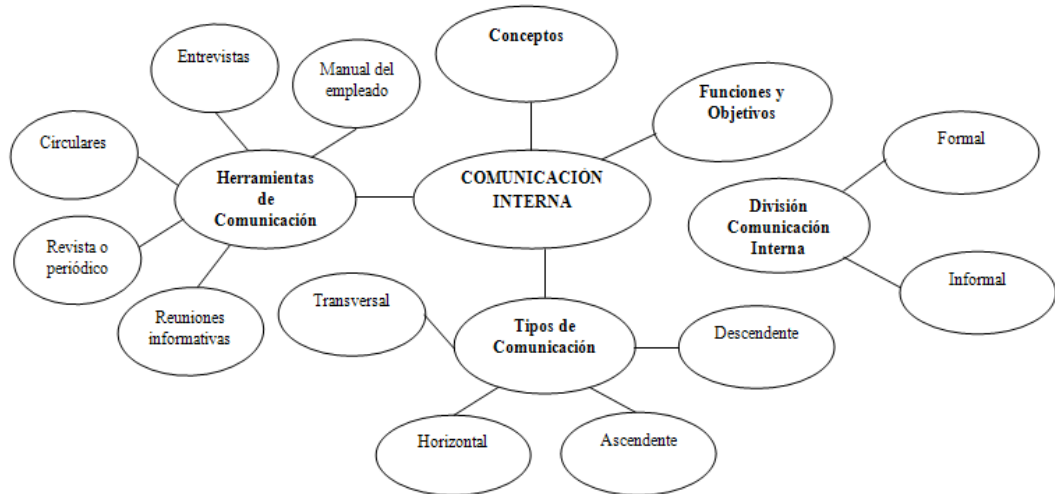 Conceptos
Entrevistas
Manual del
empleado
Funciones y
Objetivos
Circulares
Formal
Herramientas
de
Comunicación
COMUNICACIÓN
INTERNA
División
Comunicación
Interna
Revista o
periódico
Informal
Reuniones
informativas
Transversal
Tipos de
Comunicación
Descendente
Horizontal
Ascendente